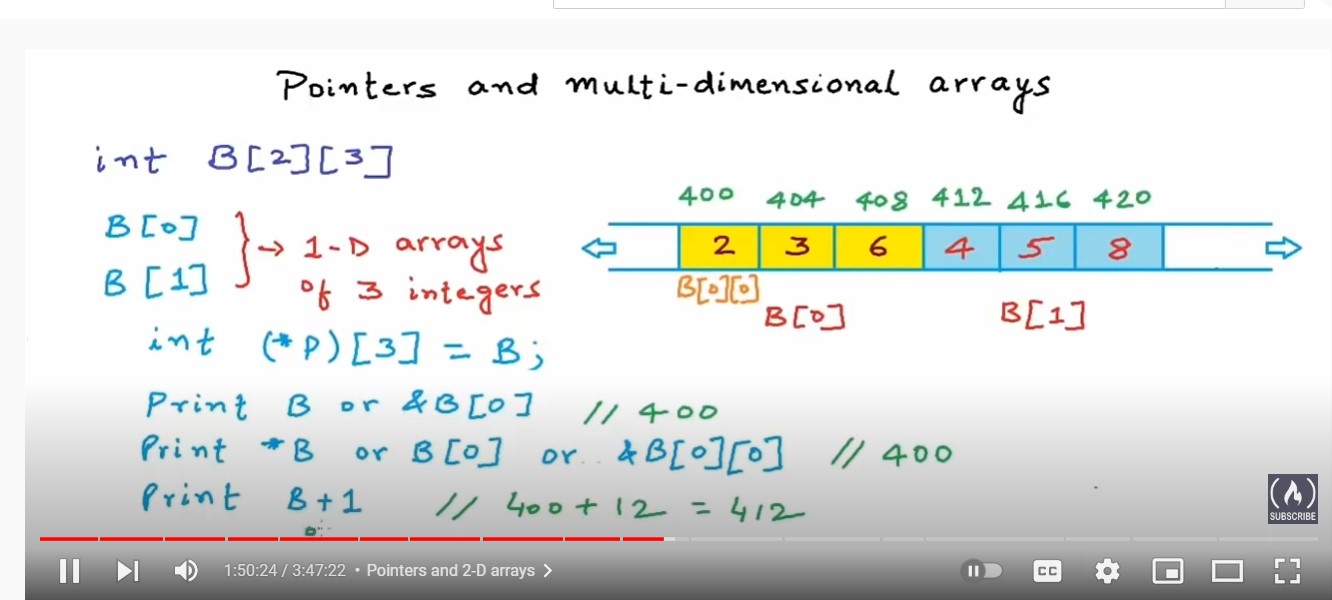 Pointers and multi-dimensional arrays
int B[2][3]
B[0]
B[1]
→ 1-D arrays
of 3 integers
400 404 408 412 416 420
2 3 6 4 5 8
B[0][0]
B[0]
B[1]
int (*P)[3] = B;
Print B or &B[0] // 400
Print *B or B[0] or &B[0][0] // 400
Print B+1 // 400 + 12 = 412
SUBSCRIBE
1:50:24 / 3:47:22 • Pointers and 2-D arrays >
CC